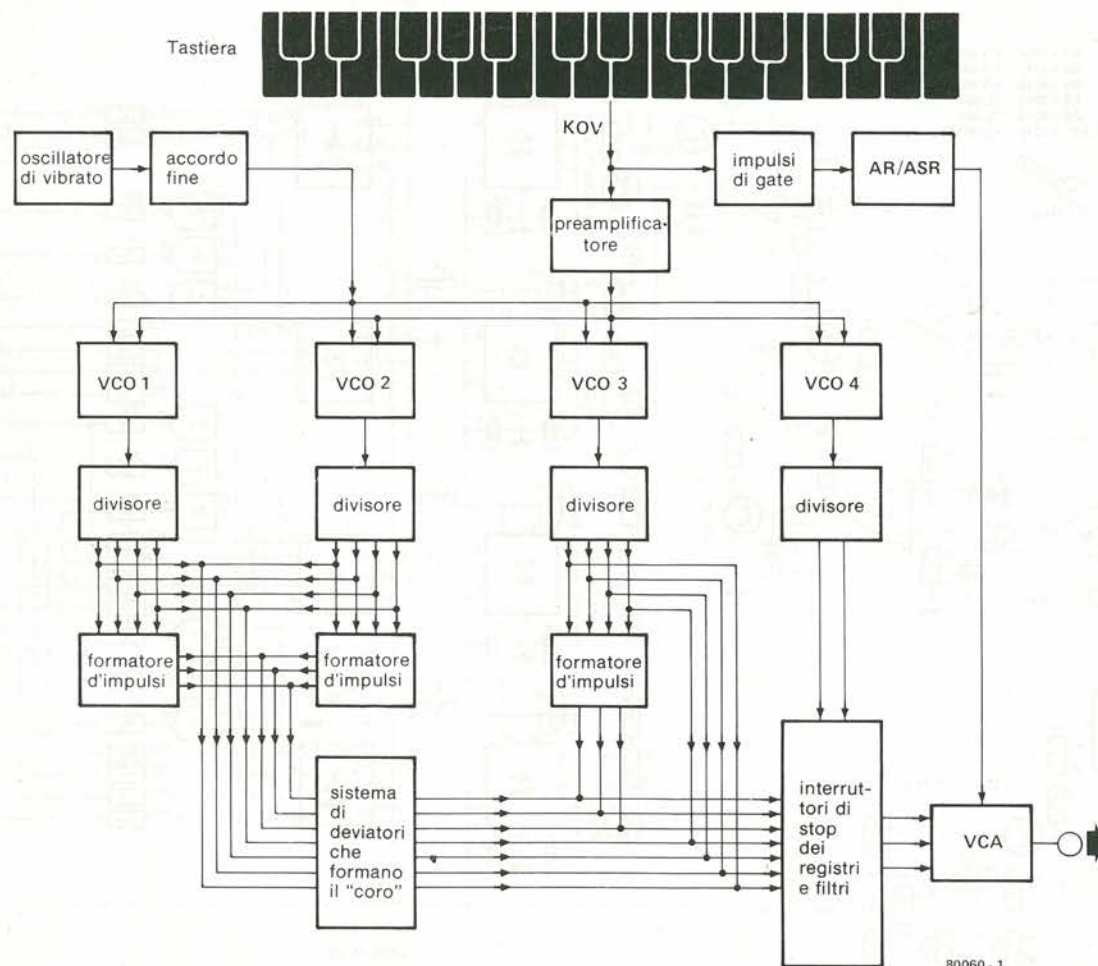 Tastiera
KOV
oscillatore
di vibrato
accordo
fine
impulsi
di gate
AR/ASR
preamplifica-
tore
VCO 1
VCO 2
VCO 3
VCO 4
divisore
divisore
divisore
divisore
formatore
d'impulsi
formatore
d'impulsi
formatore
d'impulsi
sistema
di
deviatori
che
formano
il "coro"
interrut-
tori di
stop
dei
registri
e filtri
VCA
80060 - 1